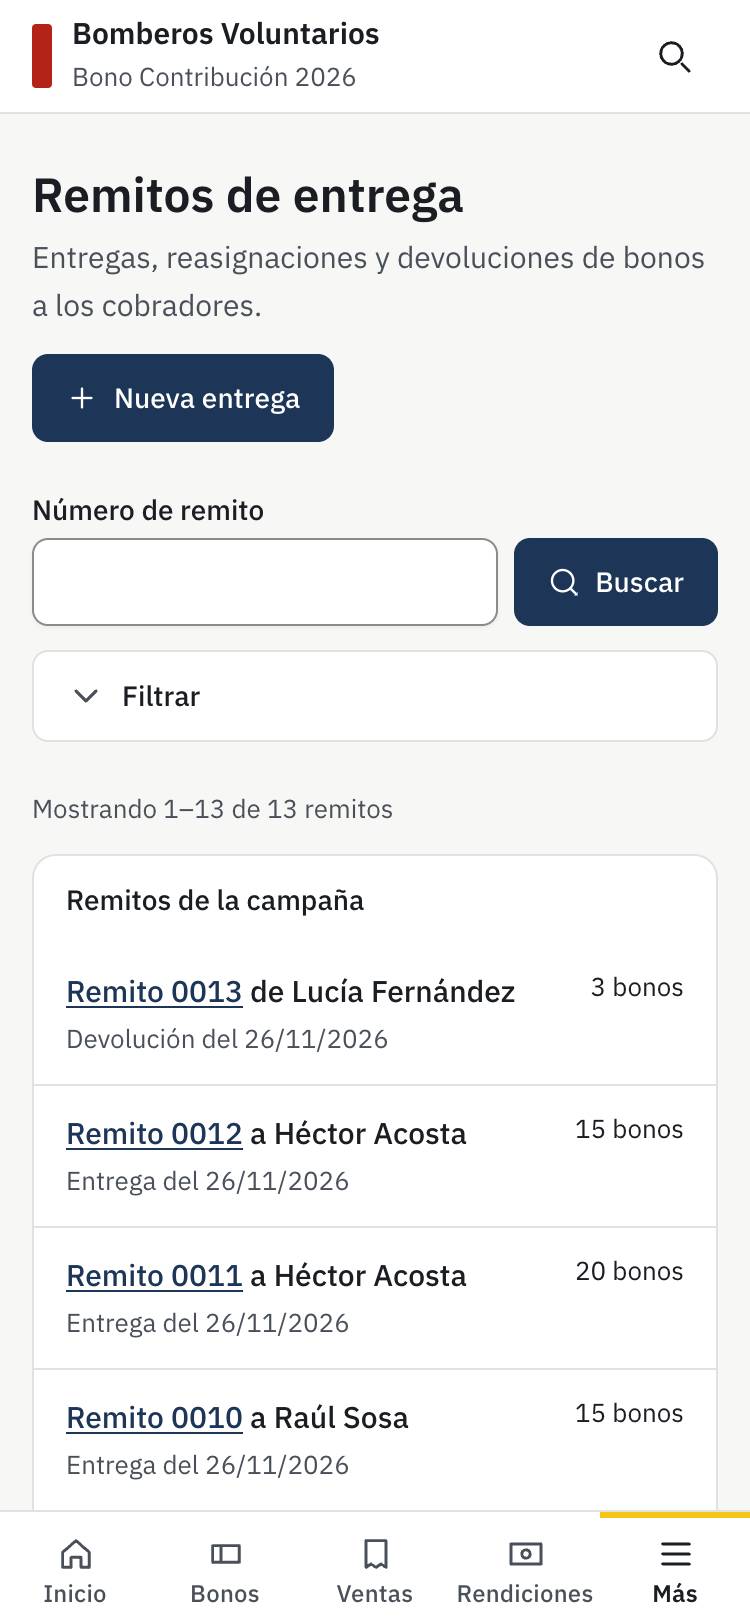 Bomberos Voluntarios
Bono Contribución 2026
Remitos de entrega
Entregas, reasignaciones y devoluciones de bonos
a los cobradores.
Nueva entrega
Número de remito
Buscar
Filtrar
Mostrando 1–13 de 13 remitos
Remitos de la campaña
Remito 0013 de Lucía Fernández 3 bonos
Devolución del 26/11/2026
Remito 0012 a Héctor Acosta 15 bonos
Entrega del 26/11/2026
Remito 0011 a Héctor Acosta 20 bonos
Entrega del 26/11/2026
Remito 0010 a Raúl Sosa 15 bonos
Entrega del 26/11/2026
Inicio Bonos Ventas Rendiciones Más